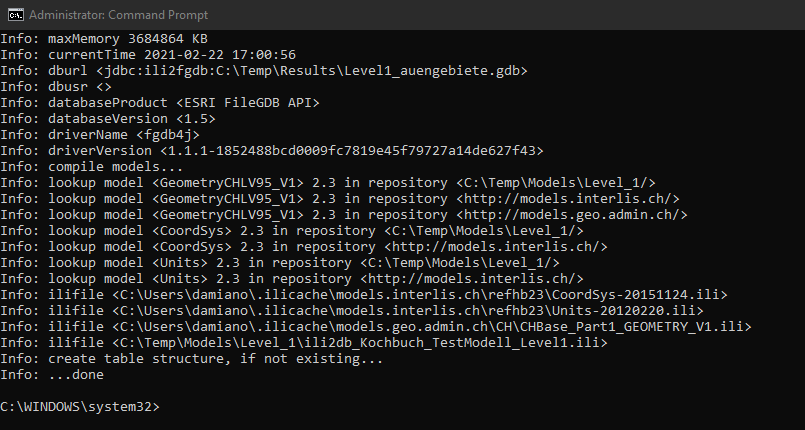 Administrator: Command Prompt
Info: maxMemory 3684864 KB
Info: currentTime 2021-02-22 17:00:56
Info: dburl <jdbc:ili2fgdb:C:\Temp\Results\Level1_auengebiete.gdb>
Info: dbusr <>
Info: databaseProduct <ESRI FileGDB API>
Info: databaseVersion <1.5>
Info: driverName <fgdb4j>
Info: driverVersion <1.1.1-1852488bcd0009fc7819e45f79727a14de627f43>
Info: compile models...
Info: lookup model <GeometryCHLV95_V1> 2.3 in repository <C:\Temp\Models\Level_1/>
Info: lookup model <GeometryCHLV95_V1> 2.3 in repository <http://models.interlis.ch/>
Info: lookup model <GeometryCHLV95_V1> 2.3 in repository <http://models.geo.admin.ch/>
Info: lookup model <CoordSys> 2.3 in repository <C:\Temp\Models\Level_1/>
Info: lookup model <CoordSys> 2.3 in repository <http://models.interlis.ch/>
Info: lookup model <Units> 2.3 in repository <C:\Temp\Models\Level_1/>
Info: lookup model <Units> 2.3 in repository <http://models.interlis.ch/>
Info: ilifile <C:\Users\damiano\.ilicache\models.interlis.ch\refhb23\CoordSys-20151124.ili>
Info: ilifile <C:\Users\damiano\.ilicache\models.interlis.ch\refhb23\Units-20120220.ili>
Info: ilifile <C:\Users\damiano\.ilicache\models.geo.admin.ch\CH\CHBase_Part1_GEOMETRY_V1.ili>
Info: ilifile <C:\Temp\Models\Level_1\ili2db_Kochbuch_TestModell_Level1.ili>
Info: create table structure, if not existing...
Info: ...done
C:\WINDOWS\system32>